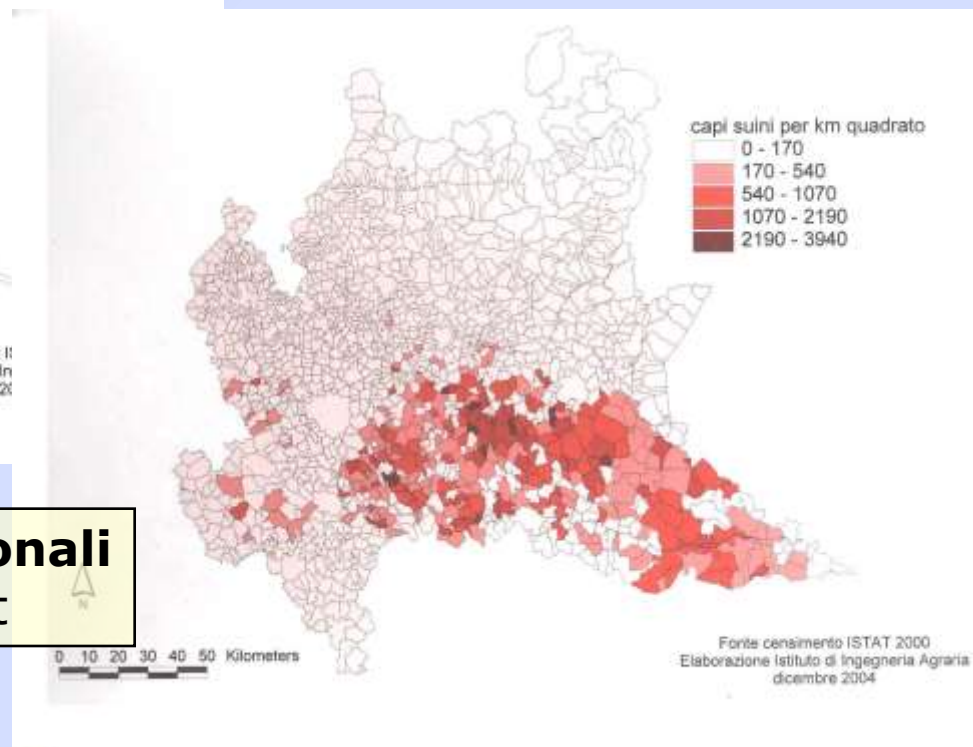 capi suini per km quadrato
0 - 170
170 - 540
540 - 1070
1070 - 2190
2190 - 3940
onali
t
N
0 10 20 30 40 50 Kilometers
Fonte censimento ISTAT 2000
Elaborazione Istituto di Ingegneria Agraria
dicembre 2004